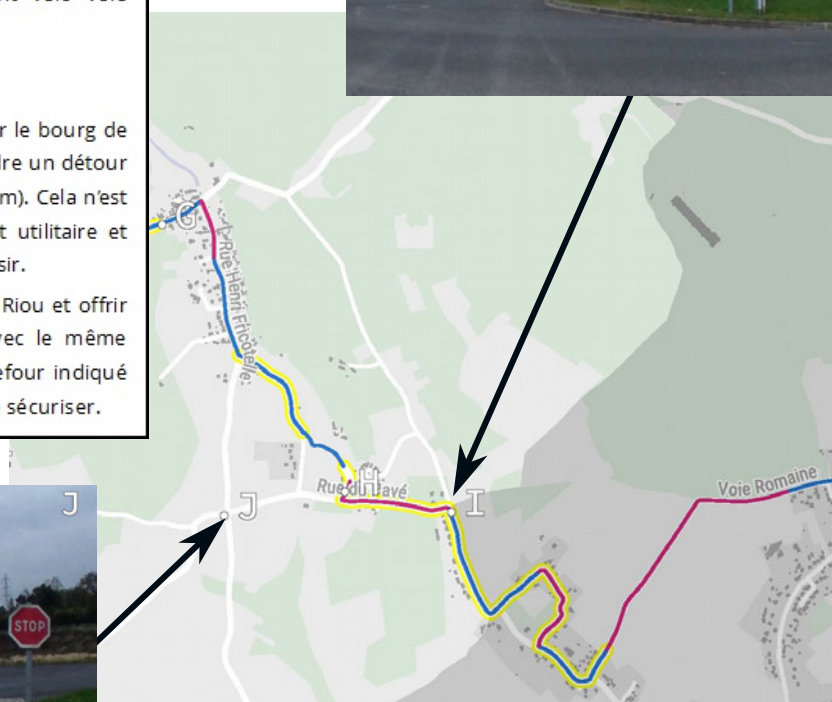 r le bourg de
dre un détour
m). Cela n'est
t utilitaire et
sir.
Riou et offrir
vec le même
efour indiqué
sécuriser.
G
Rue Henri Fricotelle
H
Rue du Pavé
I
J
Voie Romaine
J
STOP